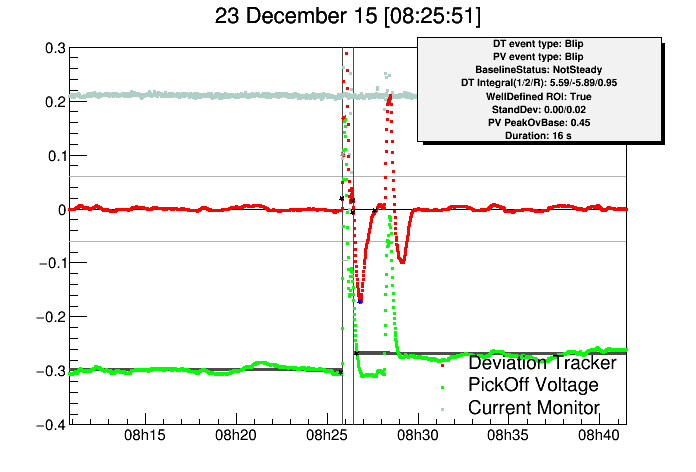 23 December 15 [08:25:51]
DT event type: Blip
PV event type: Blip
BaselineStatus: NotSteady
DT Integral(1/2/R): 5.59/-5.89/0.95
WellDefined ROI: True
StandDev: 0.00/0.02
PV PeakOvBase: 0.45
Duration: 16 s
0.3
0.2
0.1
0
−0.1
−0.2
−0.3
−0.4
Deviation Tracker
PickOff Voltage
Current Monitor
08h15 08h20 08h25 08h30 08h35 08h40